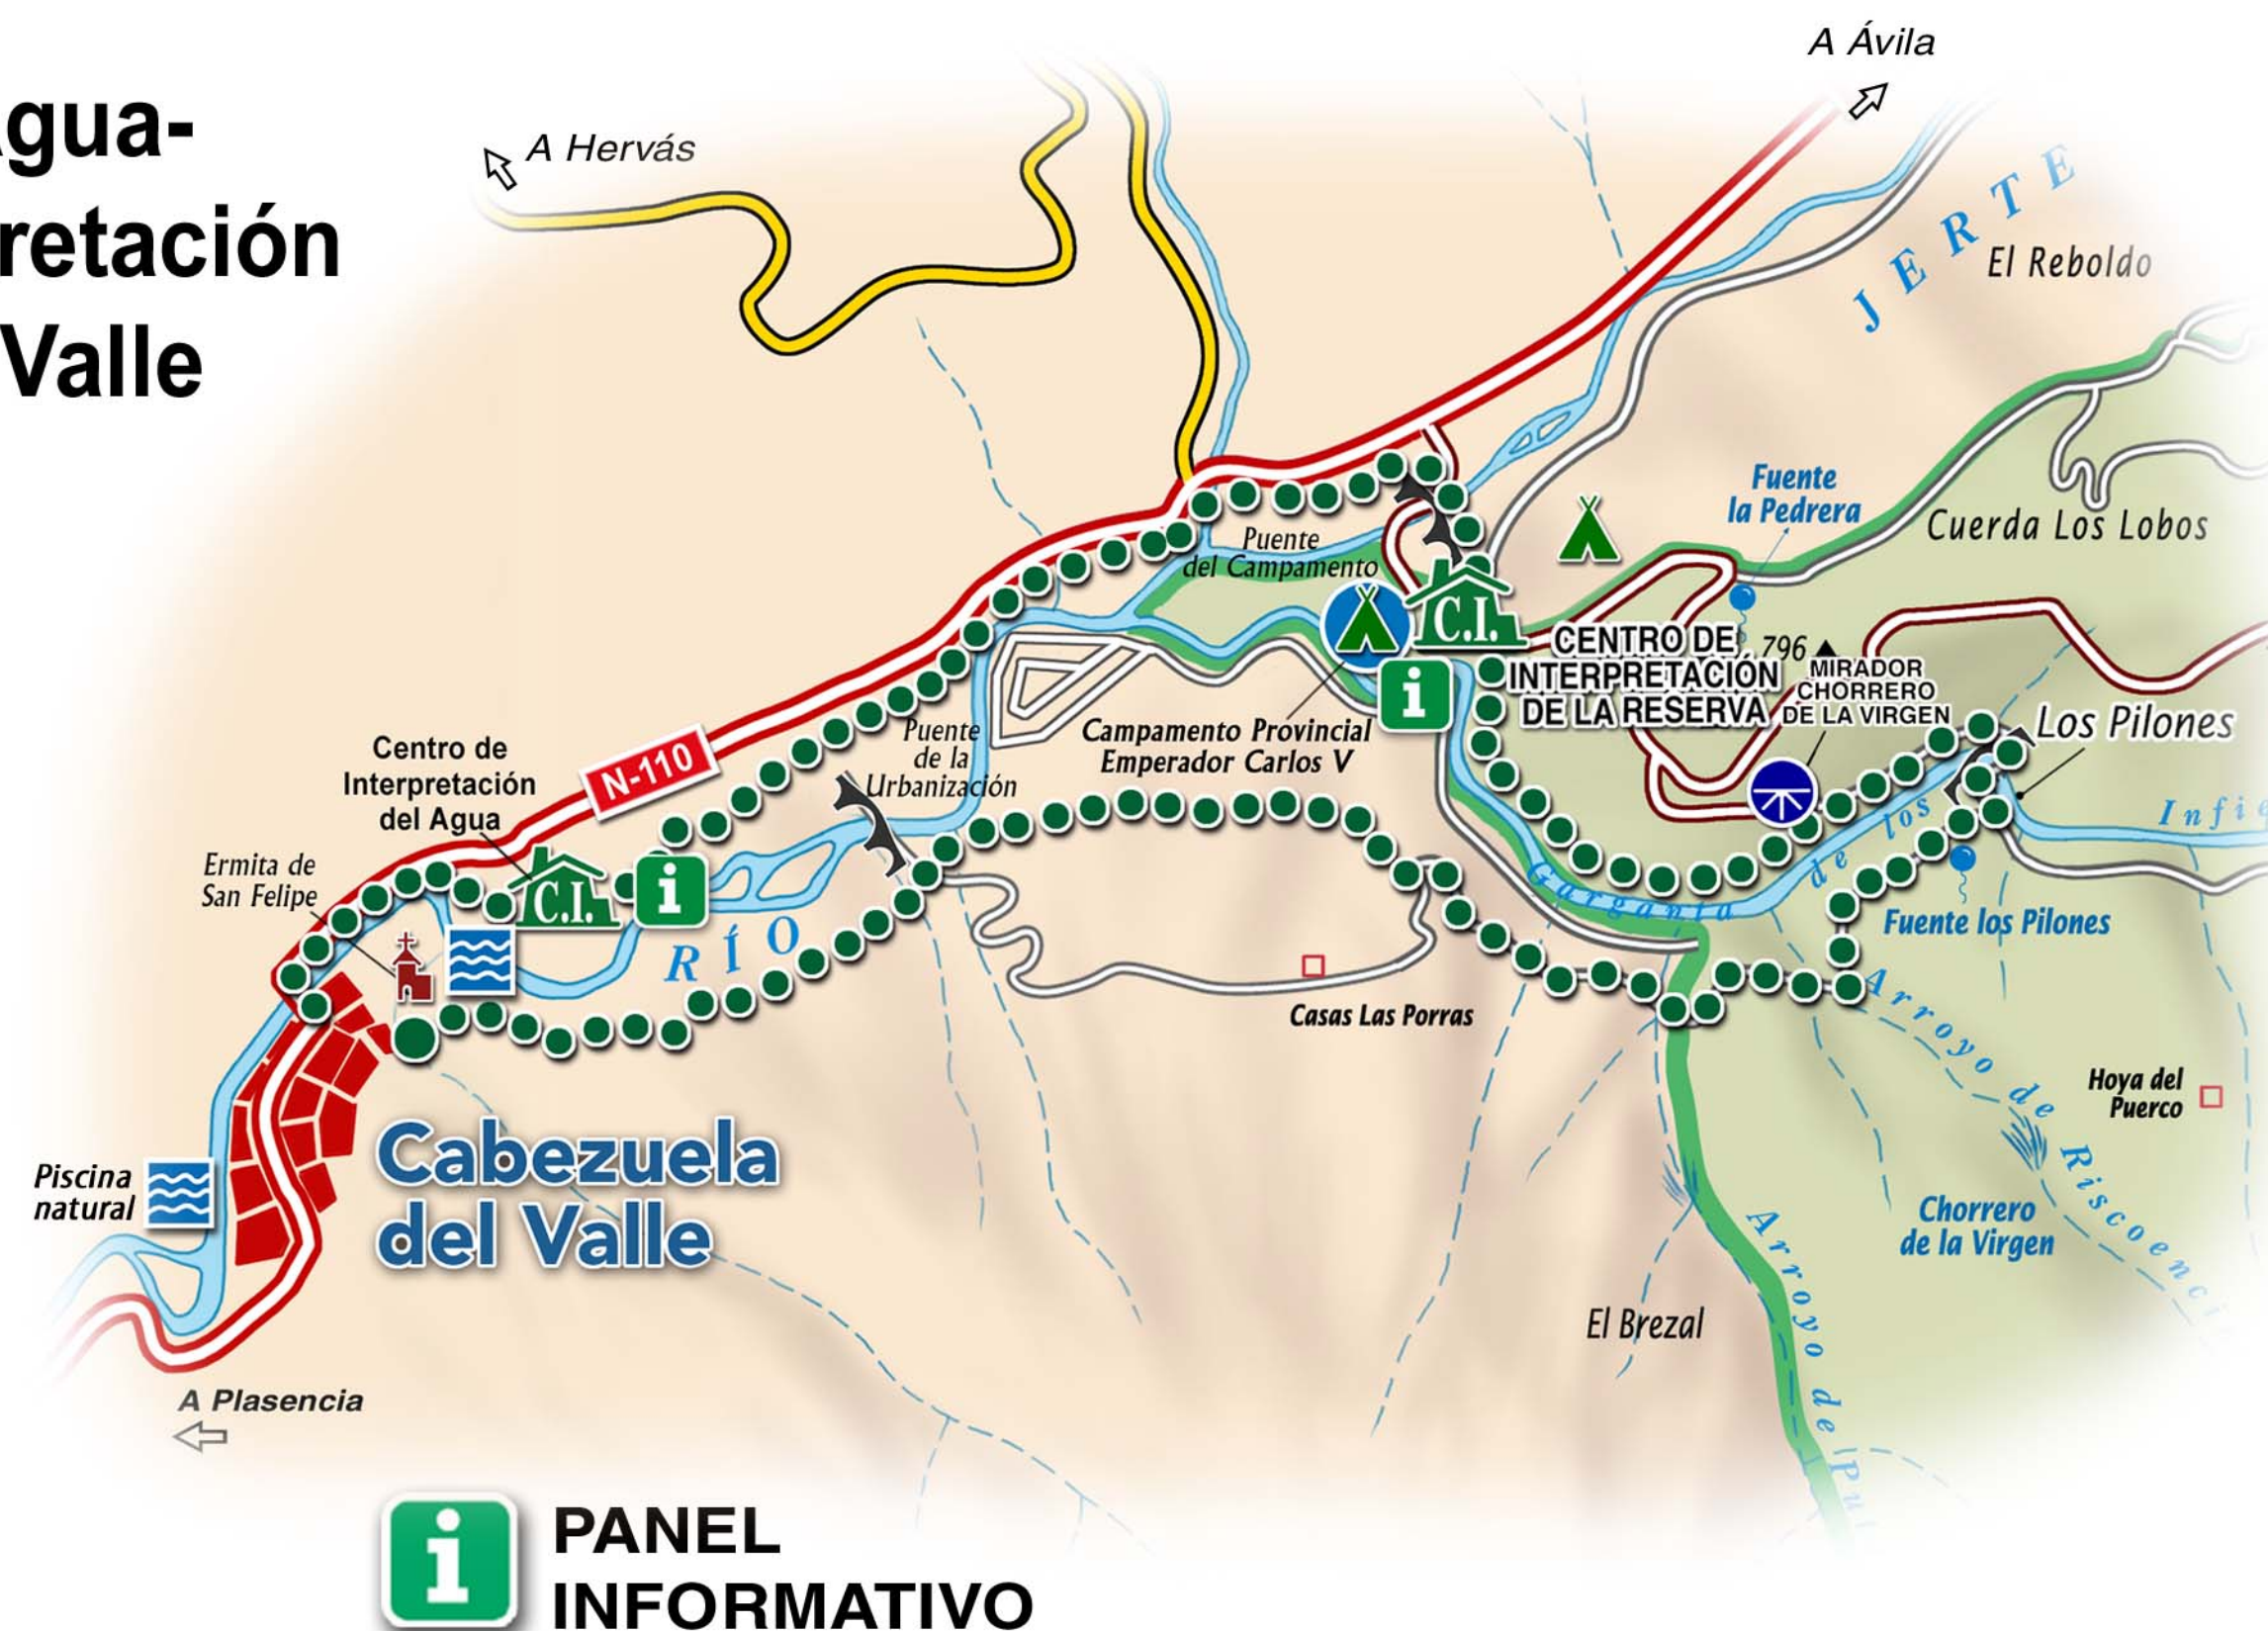 gua-
retación
Valle
A Ávila
A Hervás
JERTE
El Reboldo
Fuente
la Pedrera
Cuerda Los Lobos
Puente
del Campamento
C.I.
CENTRO DE
INTERPRETACIÓN
DE LA RESERVA
796
MIRADOR
CHORRERO
DE LA VIRGEN
Los Pilones
i
Campamento Provincial
Emperador Carlos V
Puente
de la
Urbanización
N-110
Centro de
Interpretación
del Agua
Ermita de
San Felipe
C.I.
i
RÍO
Garganta de los
Infie
Fuente los Pilones
Casas Las Porras
Arroyo de Riscoenci
Hoya del
Puerco
Chorrero
de la Virgen
Piscina
natural
Cabezuela
del Valle
El Brezal
Arroyo del Pu
A Plasencia
i
PANEL
INFORMATIVO